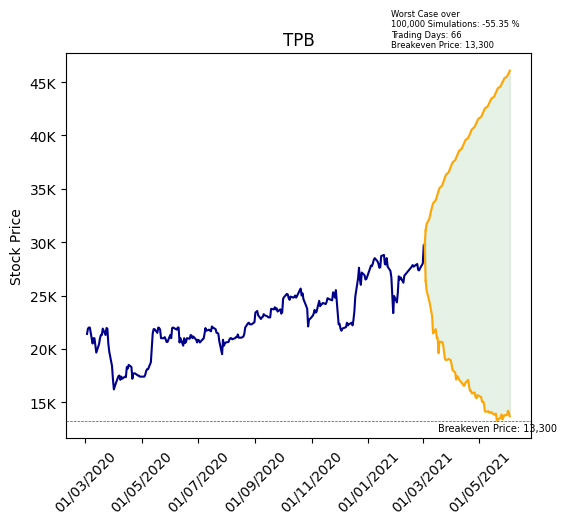 Worst Case over
100,000 Simulations: -55.35 %
Trading Days: 66
Breakeven Price: 13,300
TPB
Stock Price
45K
40K
35K
30K
25K
20K
15K
Breakeven Price: 13,300
01/03/2020
01/05/2020
01/07/2020
01/09/2020
01/11/2020
01/01/2021
01/03/2021
01/05/2021